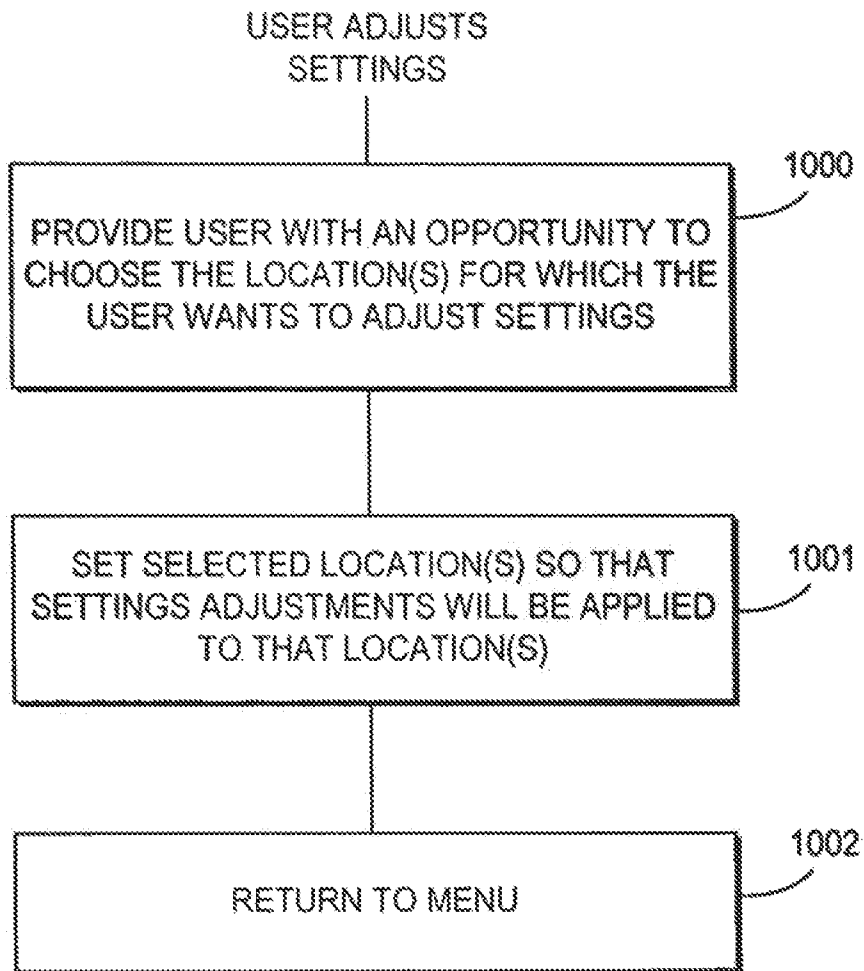 USER ADJUSTS
SETTINGS
1000
PROVIDE USER WITH AN OPPORTUNITY TO
CHOOSE THE LOCATION(S) FOR WHICH THE
USER WANTS TO ADJUST SETTINGS
1001
SET SELECTED LOCATION(S) SO THAT
SETTINGS ADJUSTMENTS WILL BE APPLIED
TO THAT LOCATION(S)
1002
RETURN TO MENU